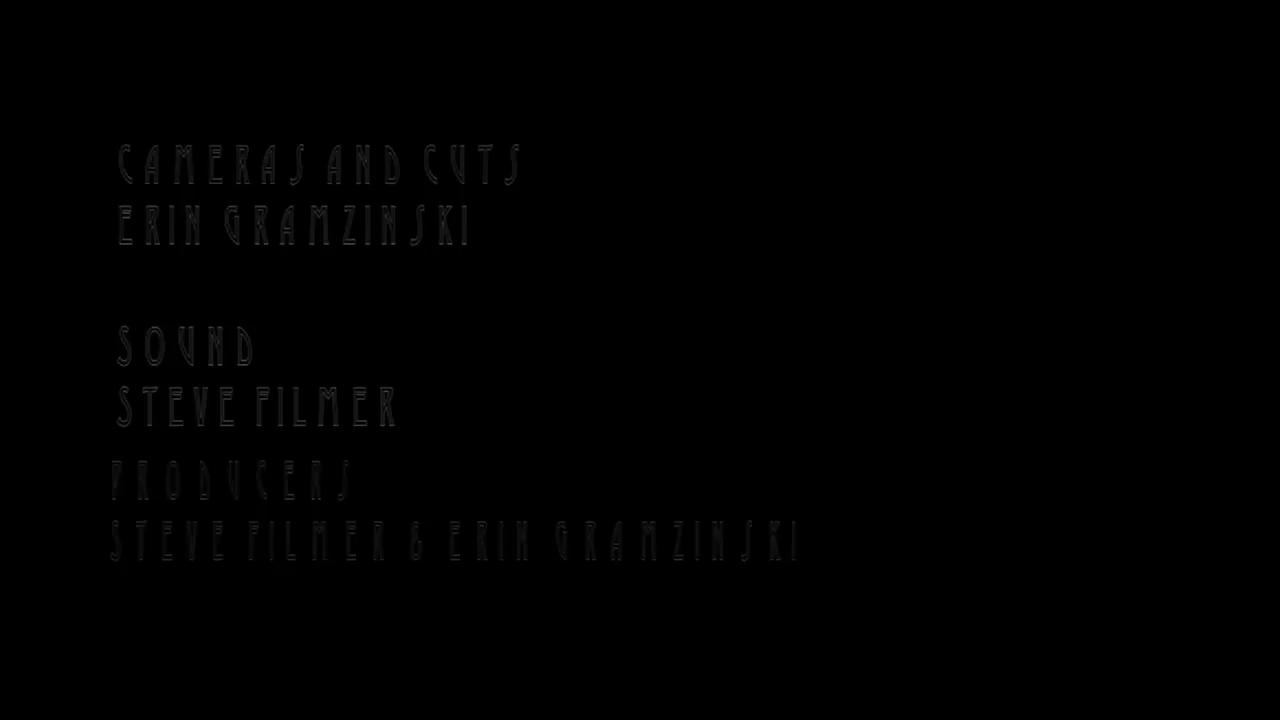 CAMERAS AND CUTS
ERIN GRAMZINSKI
SOUND
STEVE FILMER
PRODUCERS
STEVE FILMER & ERIN GRAMZINSKI